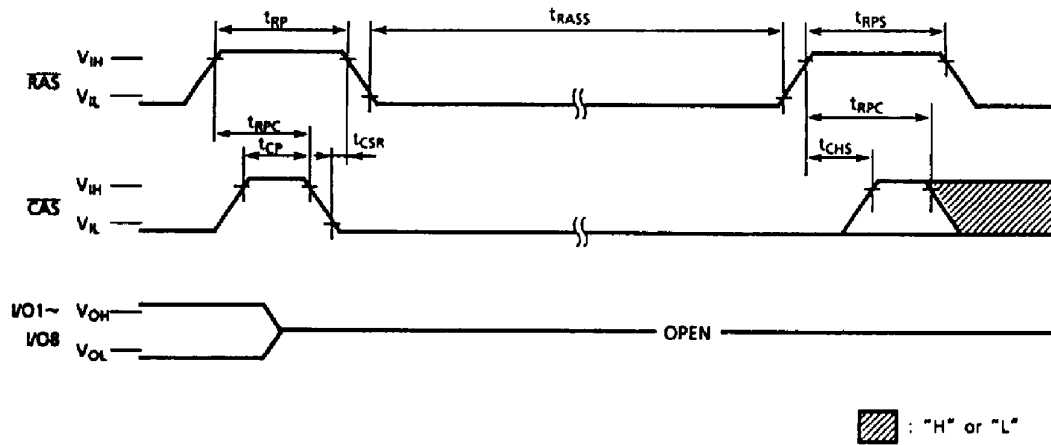 tRP tRASS tRPS
VIH
RAS
VIL
tRPC tRPC
tCP tCSR tCHS
VIH
CAS
VIL
I/O1~ VOH
OPEN
I/O8 VOL
: "H" or "L"